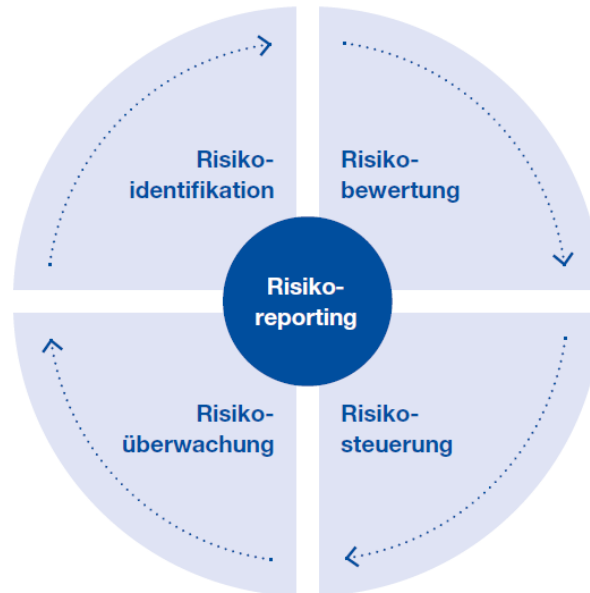 Risiko-
identifikation
Risiko-
bewertung
Risiko-
reporting
Risiko-
überwachung
Risiko-
steuerung